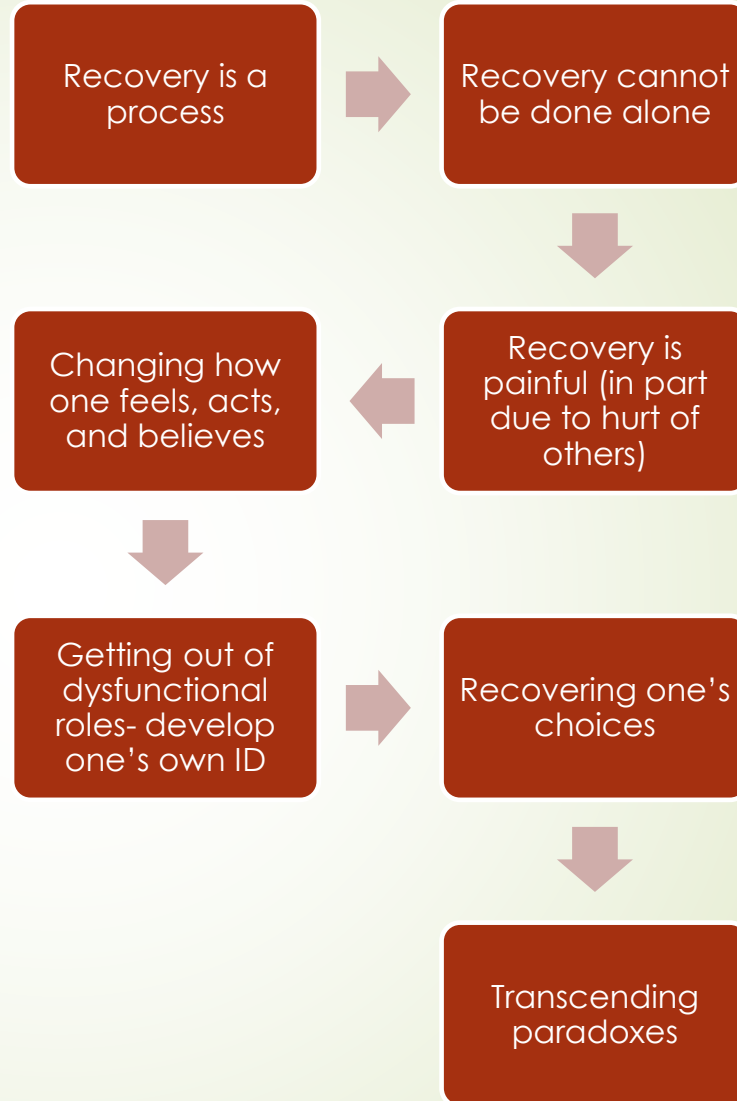 Recovery is a
process
Recovery cannot
be done alone
Recovery is
painful (in part
due to hurt of
others)
Changing how
one feels, acts,
and believes
Getting out of
dysfunctional
roles- develop
one’s own ID
Recovering one’s
choices
Transcending
paradoxes